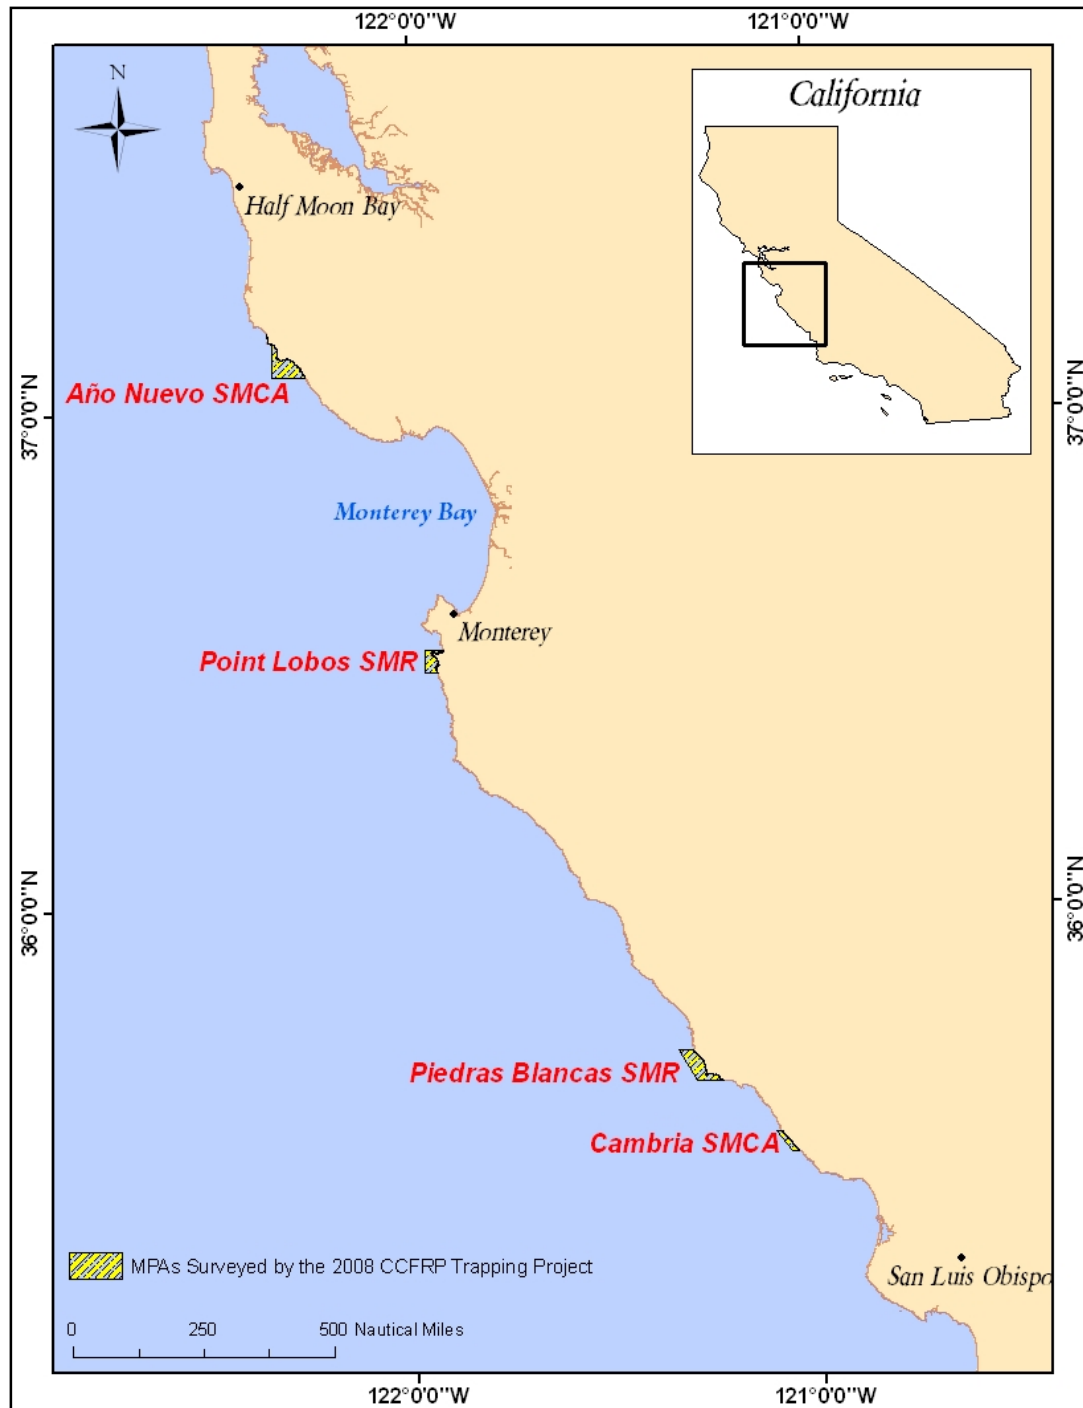 122°0'0"W
121°0'0"W
N
California
Half Moon Bay
Año Nuevo SMCA
37°0'0"N
37°0'0"N
Monterey Bay
Monterey
Point Lobos SMR
36°0'0"N
36°0'0"N
Piedras Blancas SMR
Cambria SMCA
MPAs Surveyed by the 2008 CCFRP Trapping Project
San Luis Obispo
0 250 500 Nautical Miles
122°0'0"W
121°0'0"W